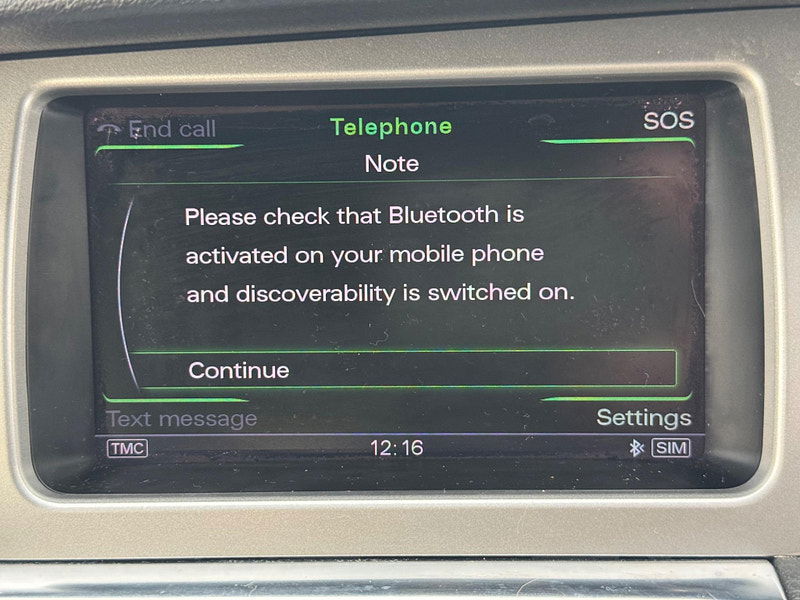 End call Telephone SOS
Note
Please check that Bluetooth is
activated on your mobile phone
and discoverability is switched on.
Continue
Text message Settings
TMC 12:16 SIM